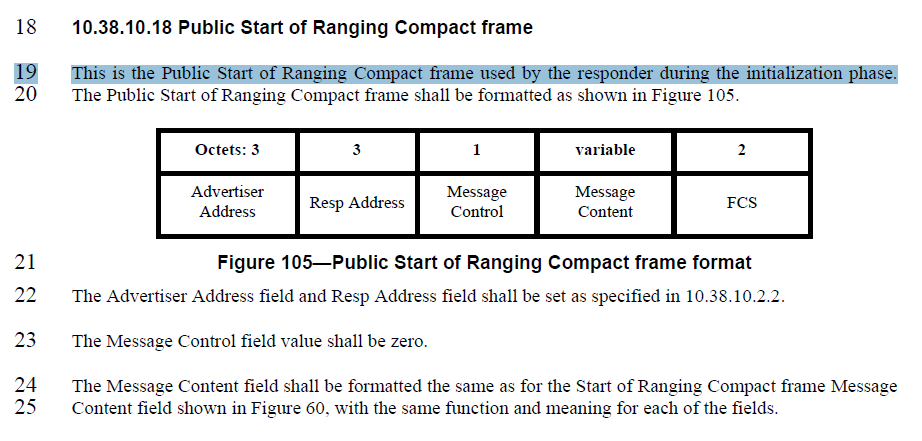 18 10.38.10.18 Public Start of Ranging Compact frame
19 This is the Public Start of Ranging Compact frame used by the responder during the initialization phase.
20 The Public Start of Ranging Compact frame shall be formatted as shown in Figure 105.
Octets: 3 3 1 variable 2
Advertiser Address Resp Address Message Control Message Content FCS
21 Figure 105—Public Start of Ranging Compact frame format
22 The Advertiser Address field and Resp Address field shall be set as specified in 10.38.10.2.2.
23 The Message Control field value shall be zero.
24 The Message Content field shall be formatted the same as for the Start of Ranging Compact frame Message
25 Content field shown in Figure 60, with the same function and meaning for each of the fields.